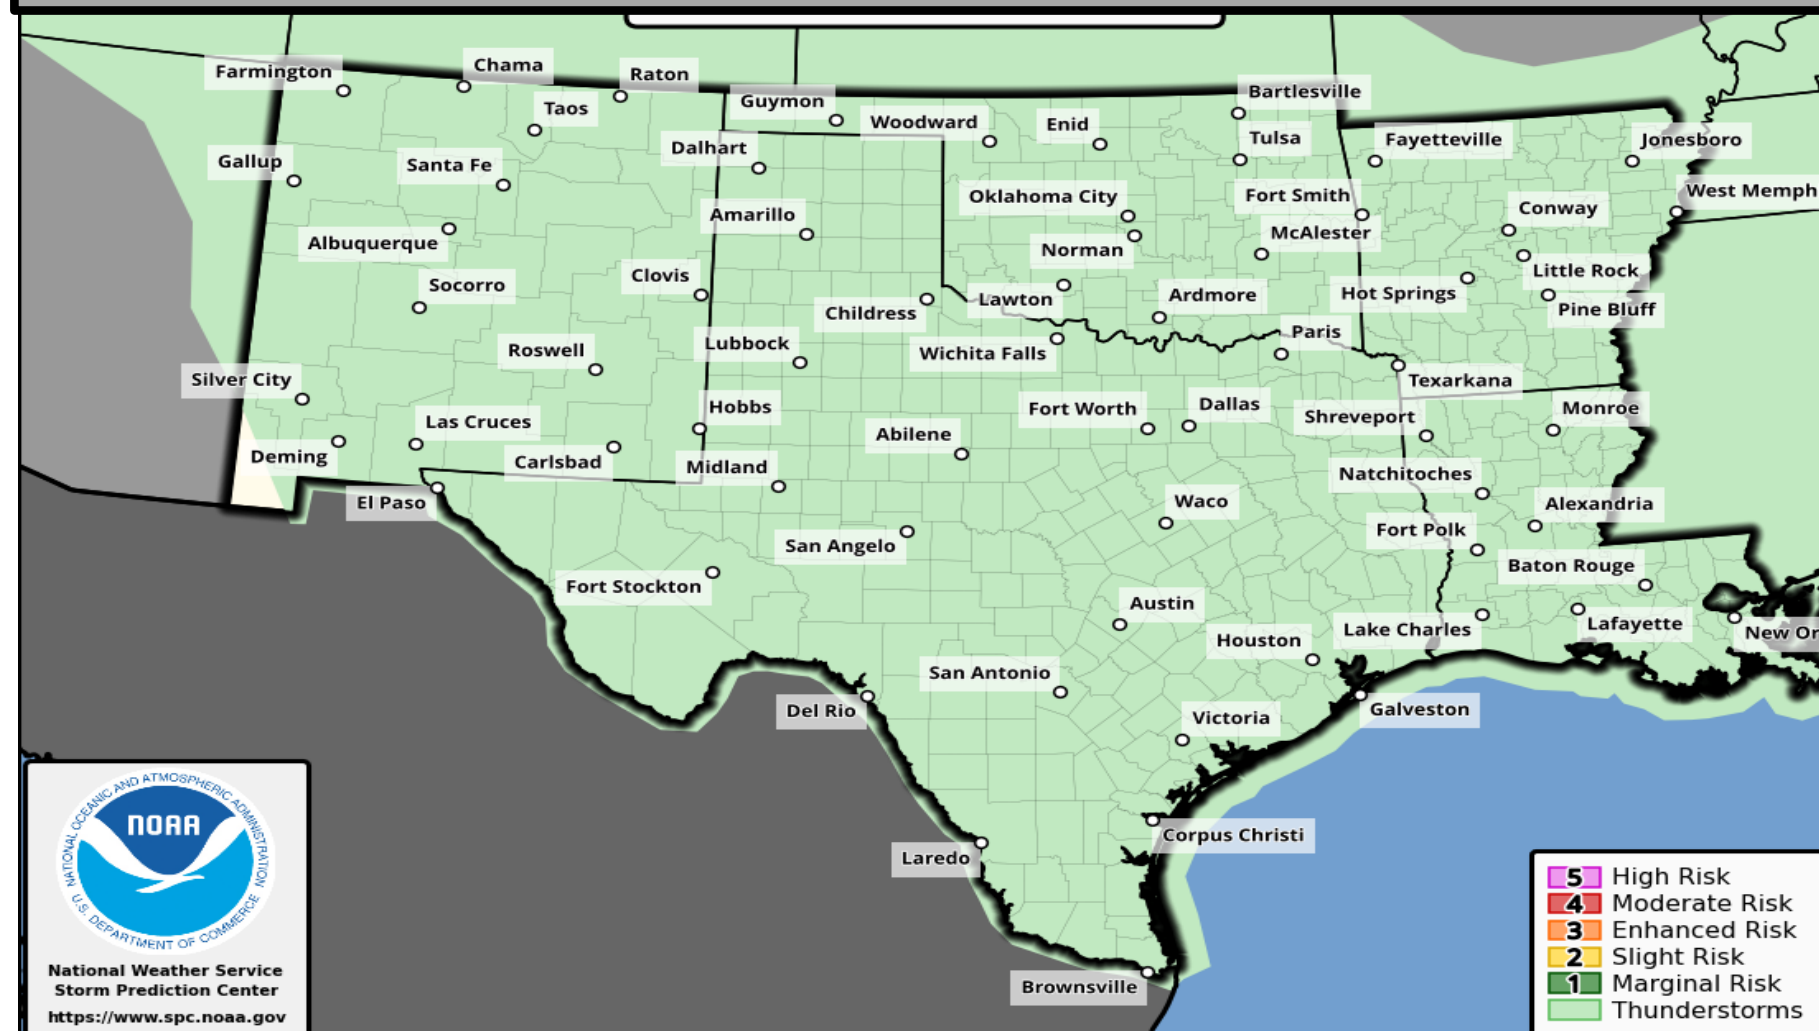 Farmington
Chama
Raton
Taos
Guymon
Woodward
Enid
Bartlesville
Tulsa
Fayetteville
Jonesboro
Gallup
Santa Fe
Dalhart
Oklahoma City
Fort Smith
West Memph
Albuquerque
Amarillo
Norman
McAlester
Conway
Socorro
Clovis
Childress
Lawton
Ardmore
Hot Springs
Little Rock
Pine Bluff
Roswell
Lubbock
Wichita Falls
Paris
Silver City
Texarkana
Las Cruces
Hobbs
Fort Worth
Dallas
Shreveport
Monroe
Deming
Carlsbad
Midland
Abilene
Natchitoches
El Paso
Waco
Alexandria
San Angelo
Fort Polk
Fort Stockton
Baton Rouge
Austin
Houston
Lake Charles
Lafayette
New Or
San Antonio
Del Rio
Victoria
Galveston
Corpus Christi
Laredo
Brownsville
NATIONAL OCEANIC AND ATMOSPHERIC ADMINISTRATION
NOAA
U.S. DEPARTMENT OF COMMERCE
National Weather Service
Storm Prediction Center
https://www.spc.noaa.gov
5 High Risk
4 Moderate Risk
3 Enhanced Risk
2 Slight Risk
1 Marginal Risk
Thunderstorms